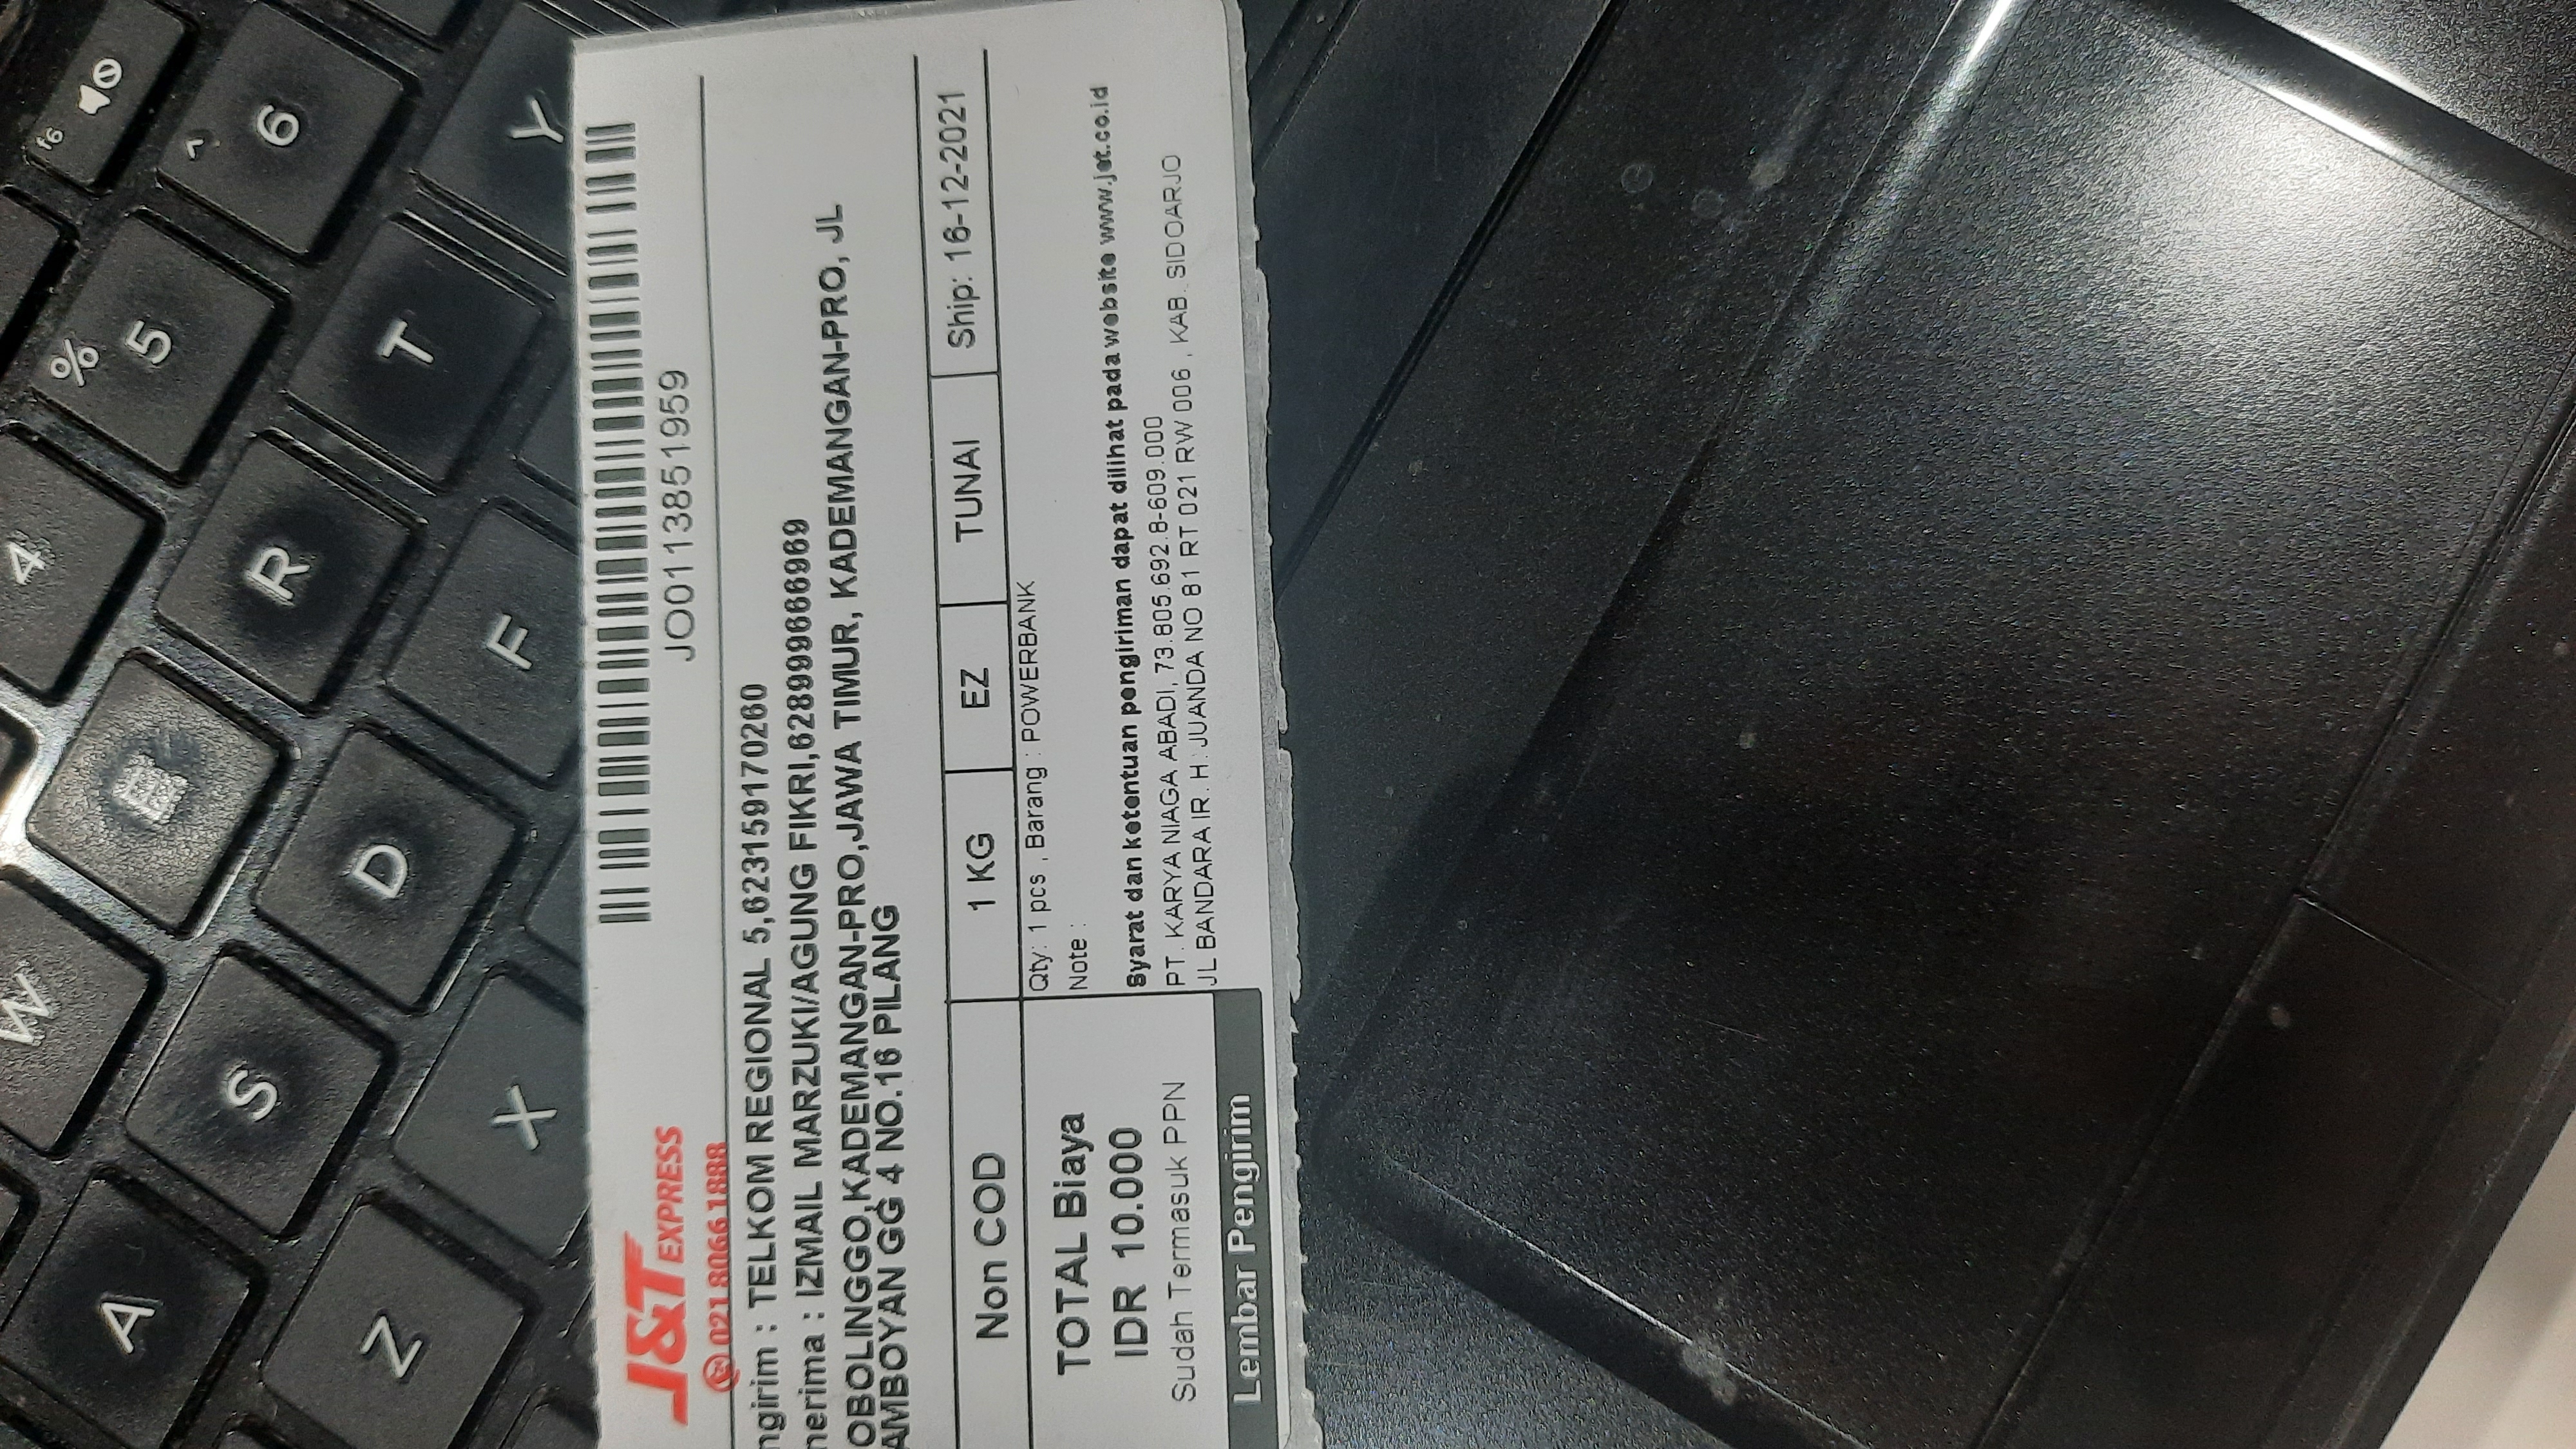 W
4
%
5
f6
A
E
^
6
S
R
Z
D
T
X
F
Y
J&T EXPRESS
021 8066 1888
JO0113851959
ngirim : TELKOM REGIONAL 5,623159170260
nerima : IZMAIL MARZUKI/AGUNG FIKRI,628999666969
OBOLINGGO,KADEMANGAN-PRO,JAWA TIMUR, KADEMANGAN-PRO, JL
AMBOYAN GG 4 NO.16 PILANG
Non COD 1 KG EZ TUNAI Ship: 16-12-2021
TOTAL Biaya
IDR 10.000
Sudah Termasuk PPN
Lembar Pengirim
Qty: 1 pcs , Barang : POWERBANK
Note :
Syarat dan ketentuan pengiriman dapat dilihat pada website www.jet.co.id
PT. KARYA NIAGA ABADI, 73.805.692.8-609.000
JL BANDARA IR. H. JUANDA NO 81 RT 021 RW 006 , KAB. SIDOARJO